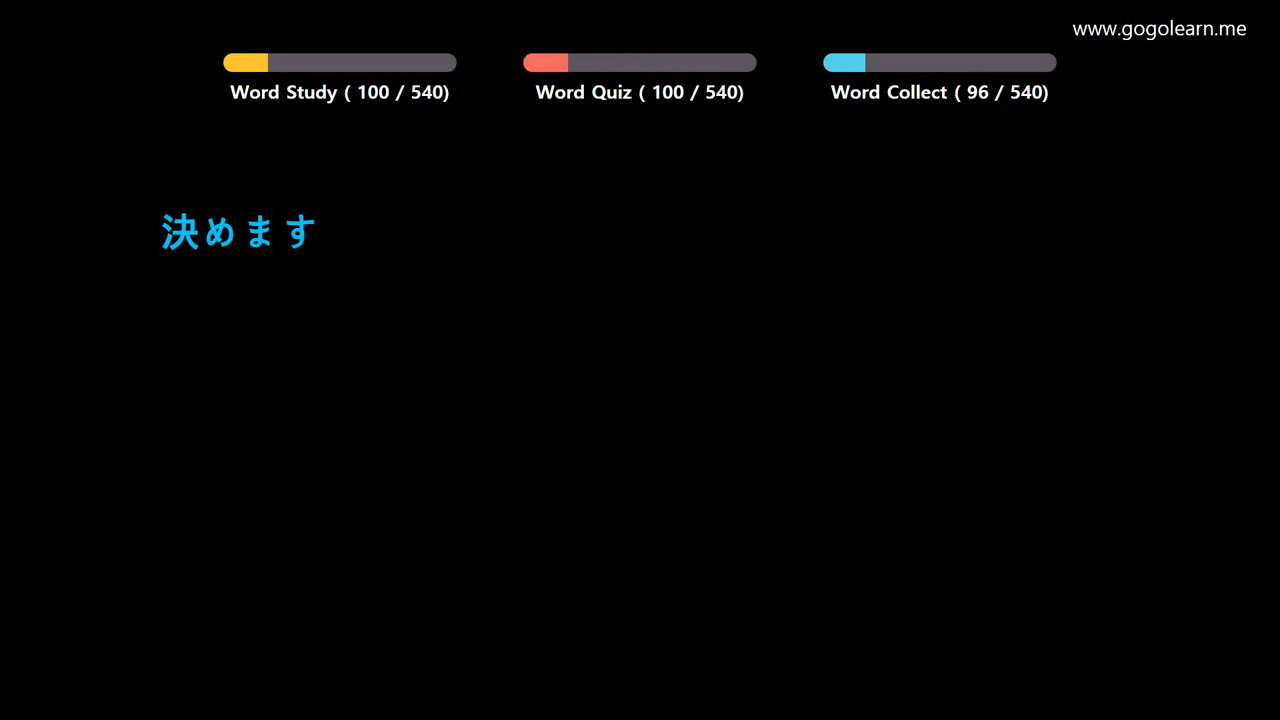 www.gogolearn.me
Word Study ( 100 / 540)
Word Quiz ( 100 / 540)
Word Collect ( 96 / 540)
決めます